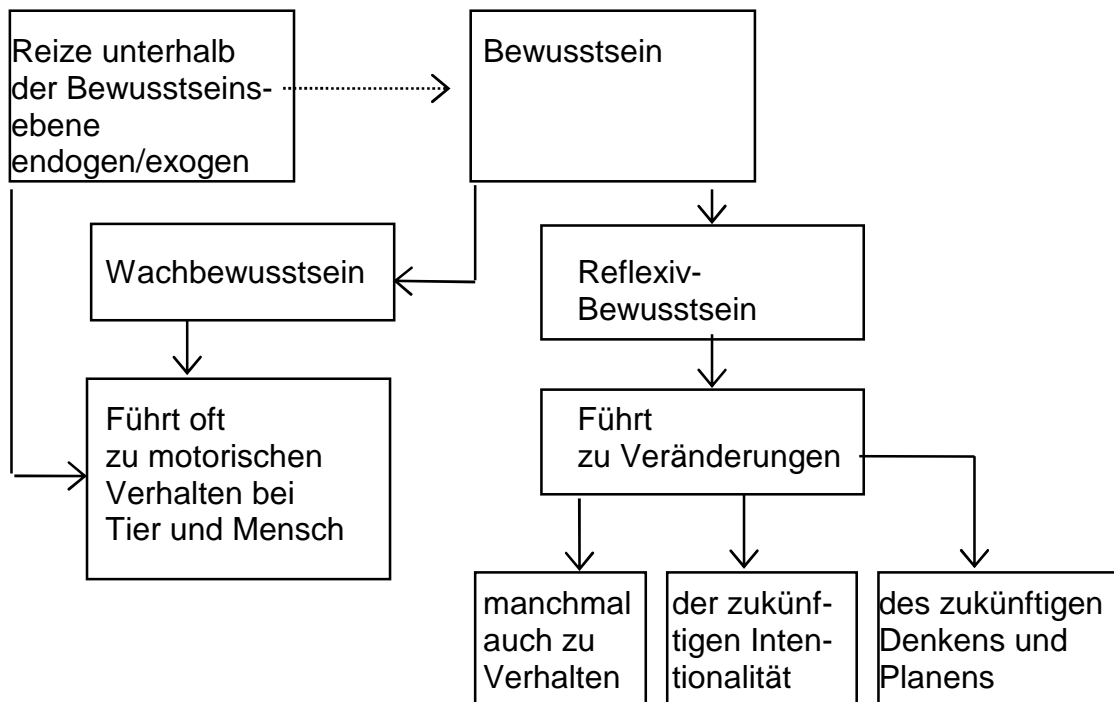 Reize unterhalb
der Bewusstseins-
ebene
endogen/exogen
Bewusstsein
Wachbewusstsein
Reflexiv-
Bewusstsein
Führt oft
zu motorischen
Verhalten bei
Tier und Mensch
Führt
zu Veränderungen
manchmal
auch zu
Verhalten
der zukünf-
tigen Inten-
tionalität
des zukünftigen
Denkens und
Planens